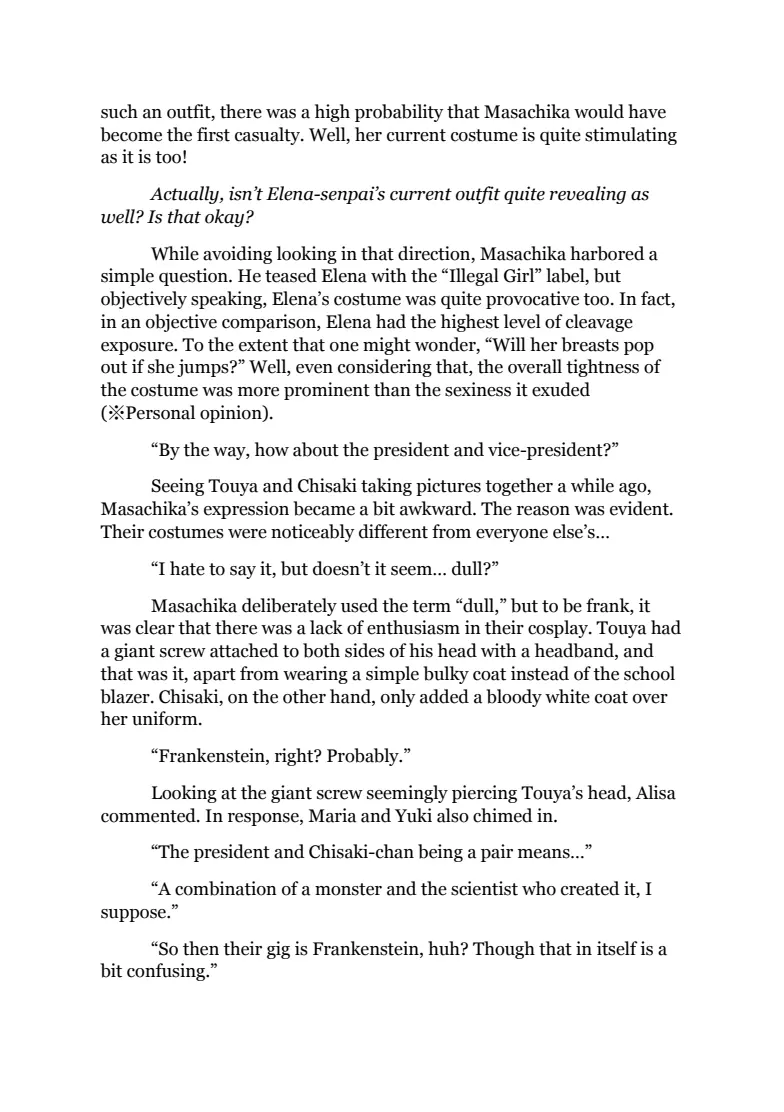 such an outfit, there was a high probability that Masachika would have
become the first casualty. Well, her current costume is quite stimulating
as it is too!
Actually, isn’t Elena-senpai’s current outfit quite revealing as
well? Is that okay?
While avoiding looking in that direction, Masachika harbored a
simple question. He teased Elena with the “Illegal Girl” label, but
objectively speaking, Elena’s costume was quite provocative too. In fact,
in an objective comparison, Elena had the highest level of cleavage
exposure. To the extent that one might wonder, “Will her breasts pop
out if she jumps?” Well, even considering that, the overall tightness of
the costume was more prominent than the sexiness it exuded
(※Personal opinion).
“By the way, how about the president and vice-president?”
Seeing Touya and Chisaki taking pictures together a while ago,
Masachika’s expression became a bit awkward. The reason was evident.
Their costumes were noticeably different from everyone else’s…
“I hate to say it, but doesn’t it seem… dull?”
Masachika deliberately used the term “dull,” but to be frank, it
was clear that there was a lack of enthusiasm in their cosplay. Touya had
a giant screw attached to both sides of his head with a headband, and
that was it, apart from wearing a simple bulky coat instead of the school
blazer. Chisaki, on the other hand, only added a bloody white coat over
her uniform.
“Frankenstein, right? Probably.”
Looking at the giant screw seemingly piercing Touya’s head, Alisa
commented. In response, Maria and Yuki also chimed in.
“The president and Chisaki-chan being a pair means…”
“A combination of a monster and the scientist who created it, I
suppose.”
“So then their gig is Frankenstein, huh? Though that in itself is a
bit confusing.”